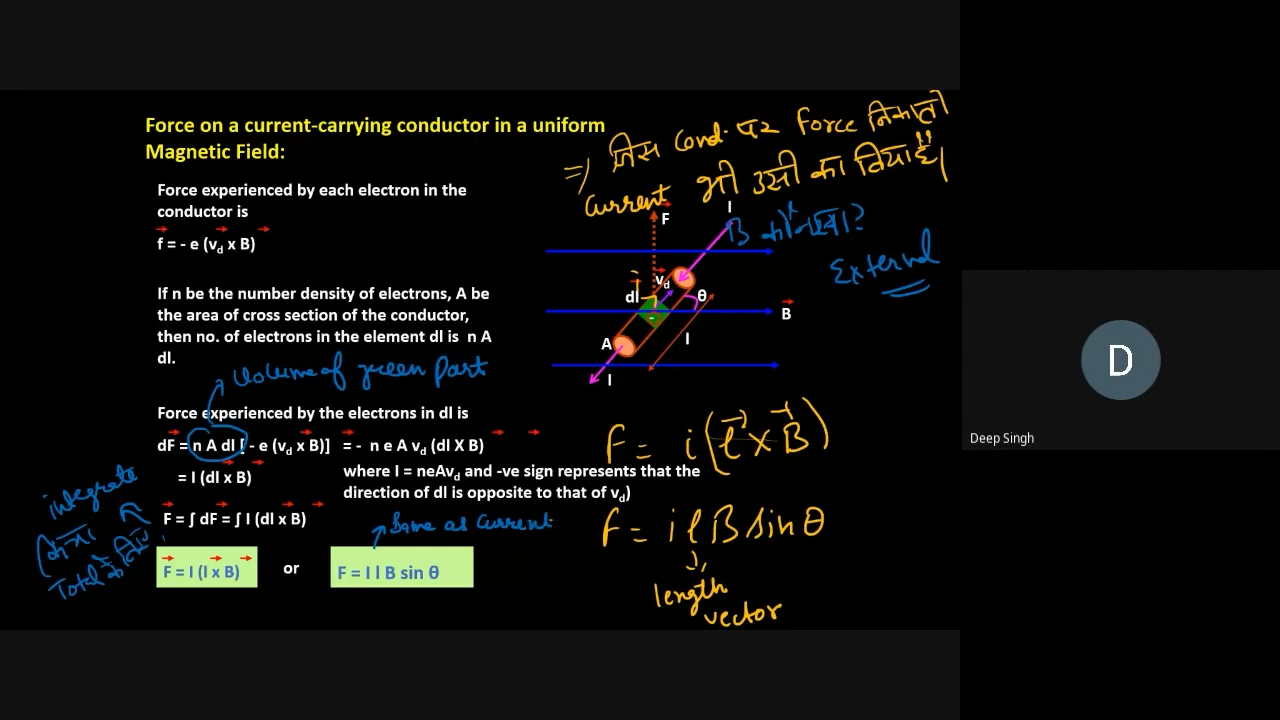 Force on a current-carrying conductor in a uniform
Magnetic Field:
Force experienced by each electron in the
conductor is
f = - e (vd x B)
If n be the number density of electrons, A be
the area of cross section of the conductor,
then no. of electrons in the element dl is n A
dl.
volume of green part
Force experienced by the electrons in dl is
dF = n A dl [ - e (vd x B)] = - n e A vd (dl X B)
= I (dl x B)
where I = neAvd and -ve sign represents that the
direction of dl is opposite to that of vd)
F = ∫ dF = ∫ I (dl x B)
Same as current
F = I (l x B) or F = I l B sin θ
integrate
Total
⇒ जिस Cond. पर Force निकालो
Current भी उसी का लिया है।
B कौन सा?
External
F
I
vd
dl
θ
-
B
A
l
I
F = i (l x B)
F = i l B sin θ
length
vector
D
Deep Singh